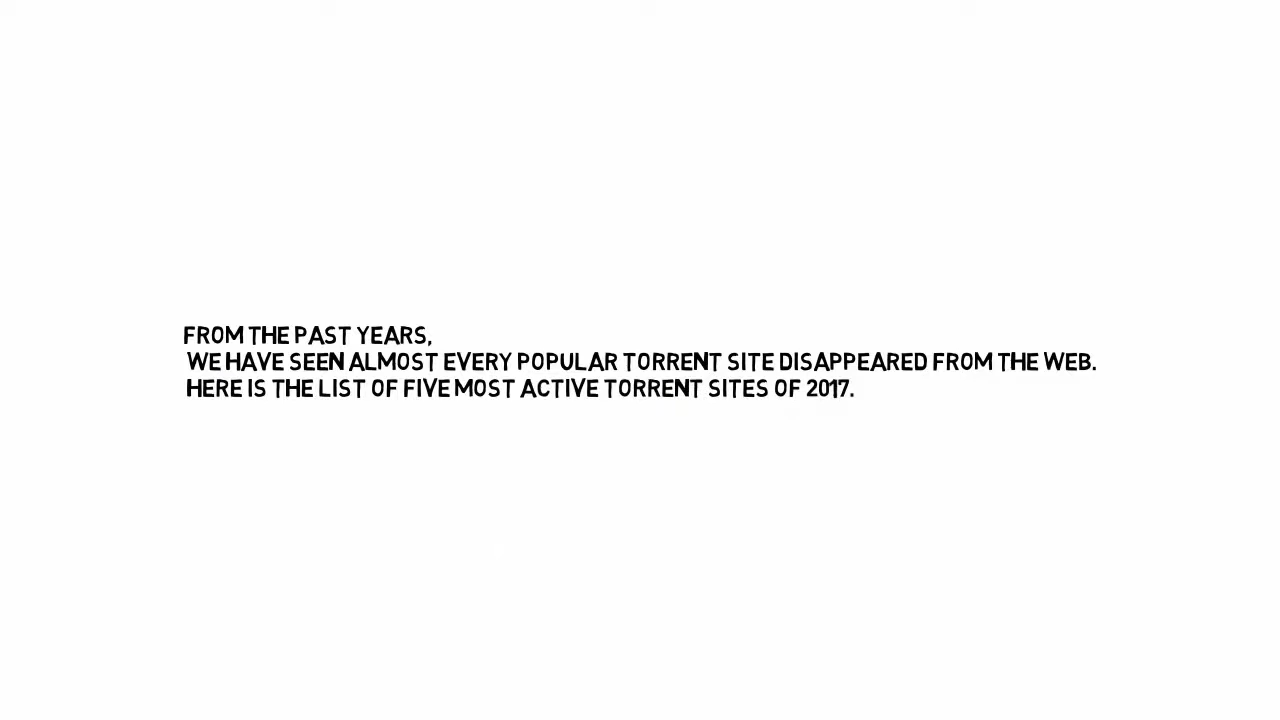 FROM THE PAST YEARS,
WE HAVE SEEN ALMOST EVERY POPULAR TORRENT SITE DISAPPEARED FROM THE WEB.
HERE IS THE LIST OF FIVE MOST ACTIVE TORRENT SITES OF 2017.